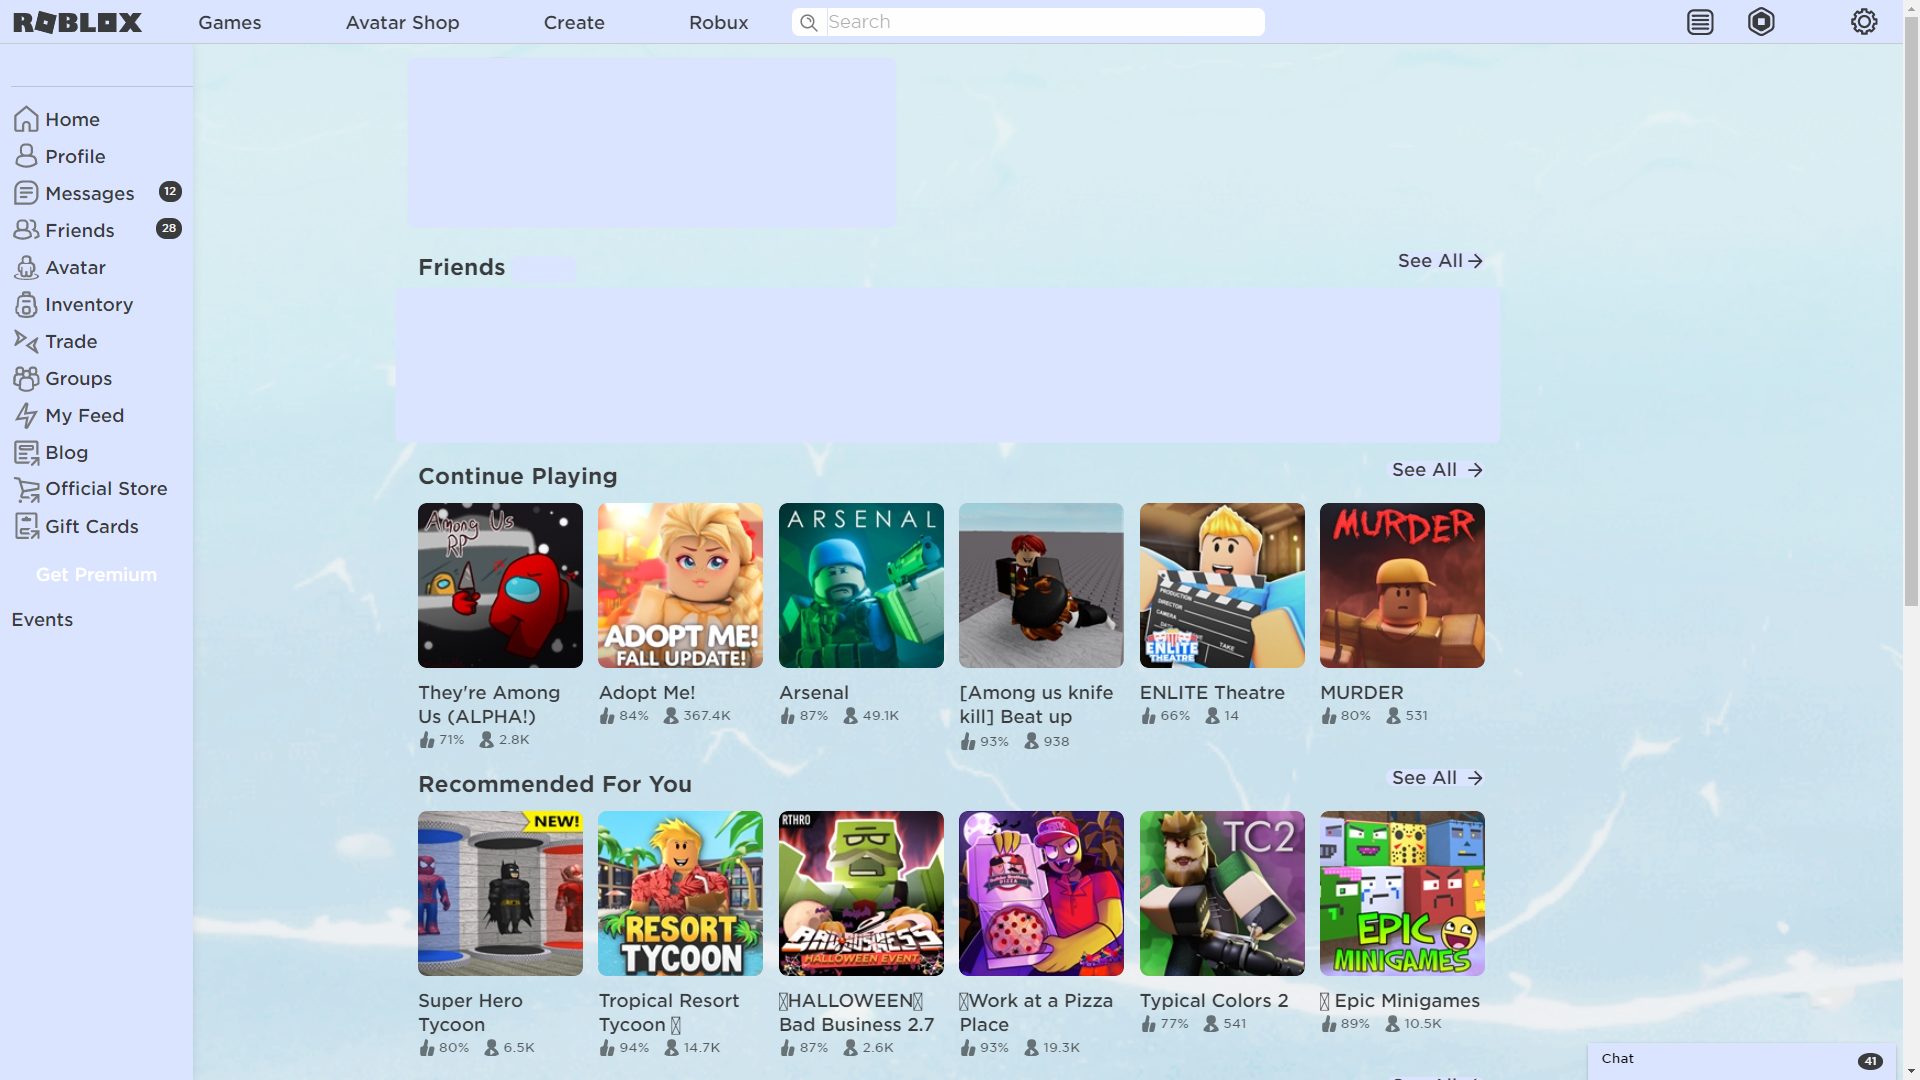 ROBLOX
Games
Avatar Shop
Create
Robux
Search
Home
Profile
Messages 12
Friends 28
Avatar
Inventory
Trade
Groups
My Feed
Blog
Official Store
Gift Cards
Get Premium
Events
Friends
See All
Continue Playing
See All
Among Us
RP
ADOPT ME!
FALL UPDATE!
ARSENAL
PRODUCTION
DIRECTOR
CAMERA
TAKE
ENLITE
THEATRE
MURDER
They're Among
Us (ALPHA!)
71% 2.8K
Adopt Me!
84% 367.4K
Arsenal
87% 49.1K
[Among us knife
kill] Beat up
93% 938
ENLITE Theatre
66% 14
MURDER
80% 531
Recommended For You
See All
NEW!
RESORT
TYCOON
RTHRO
BAD BUSINESS
HALLOWEEN EVENT
PIZZA
TC2
EPIC
MINIGAMES
Super Hero
Tycoon
80% 6.5K
Tropical Resort
Tycoon
94% 14.7K
HALLOWEEN
Bad Business 2.7
87% 2.6K
Work at a Pizza
Place
93% 19.3K
Typical Colors 2
77% 541
Epic Minigames
89% 10.5K
Chat 41